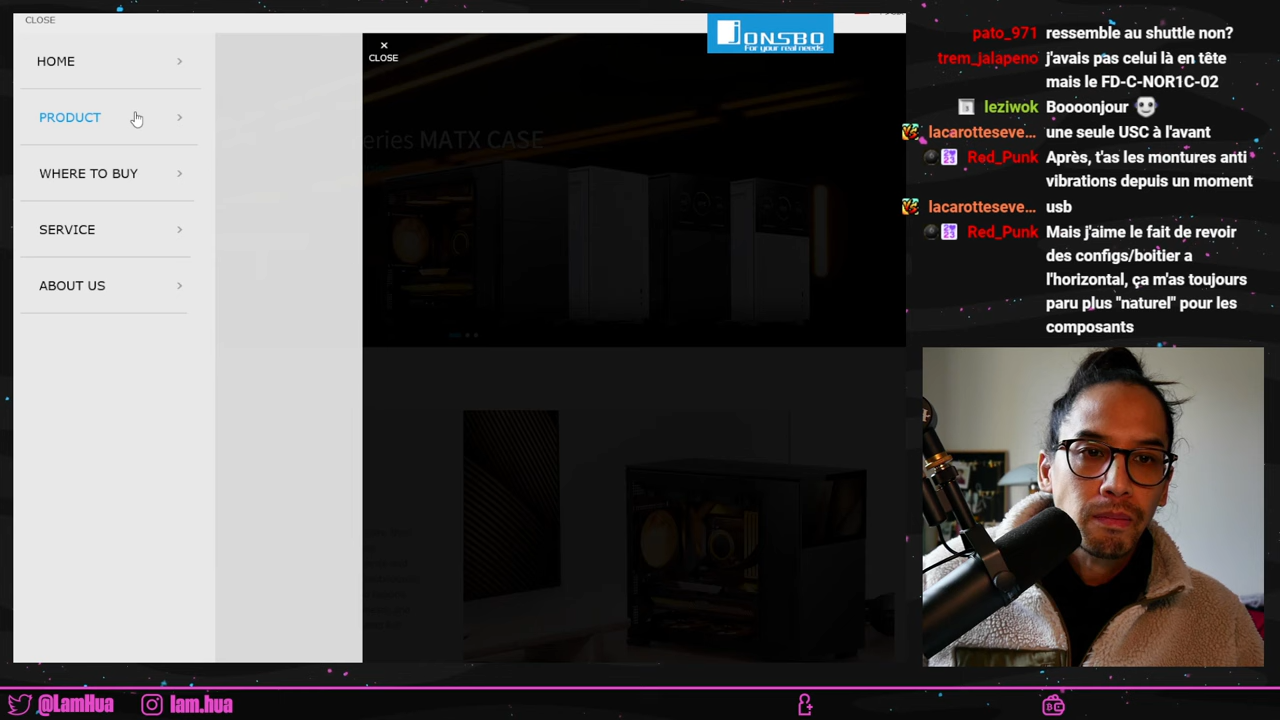 CLOSE
HOME
PRODUCT
WHERE TO BUY
SERVICE
ABOUT US
CLOSE
JONSBO
For your real needs
eries MATX CASE
pato_971 ressemble au shuttle non?
trem_jalapeno j'avais pas celui là en tête
mais le FD-C-NOR1C-02
leziwok Boooonjour
lacarotteseve... une seule USC à l'avant
Red_Punk Après, t'as les montures anti
vibrations depuis un moment
lacarotteseve... usb
Red_Punk Mais j'aime le fait de revoir
des configs/boitier a
l'horizontal, ça m'as toujours
paru plus "naturel" pour les
composants
@LamHua
lam.hua